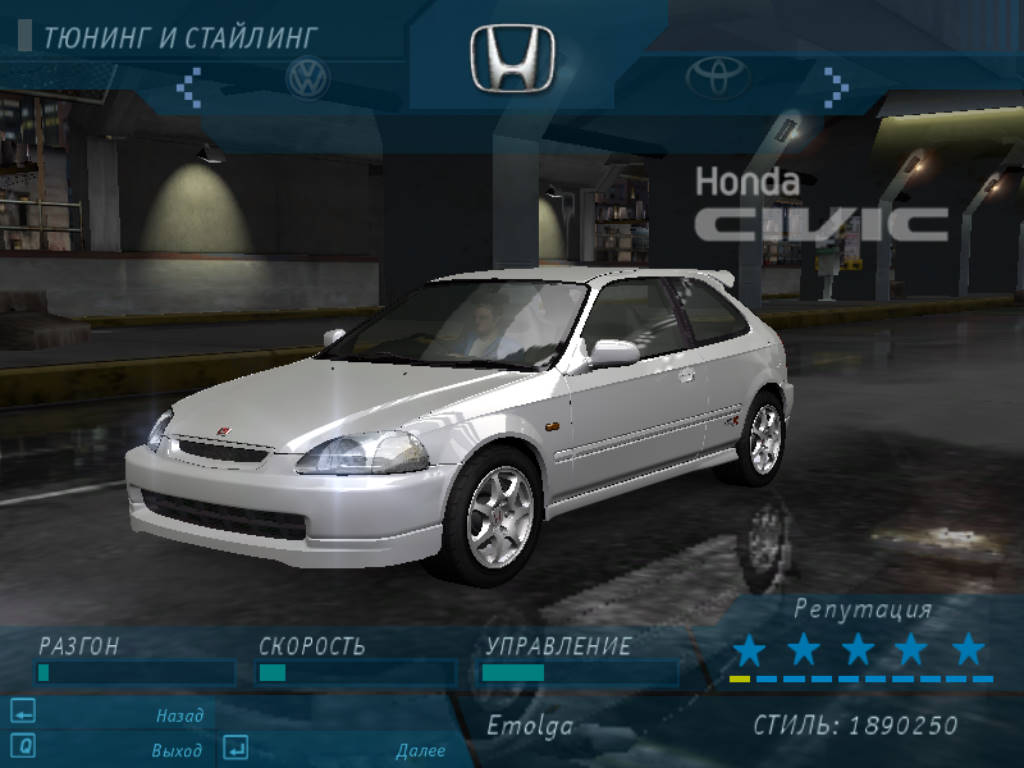 ТЮНИНГ И СТАЙЛИНГ
Honda
CIVIC
Репутация
РАЗГОН
СКОРОСТЬ
УПРАВЛЕНИЕ
Назад
Q
Выход
Далее
Emolga
СТИЛЬ: 1890250